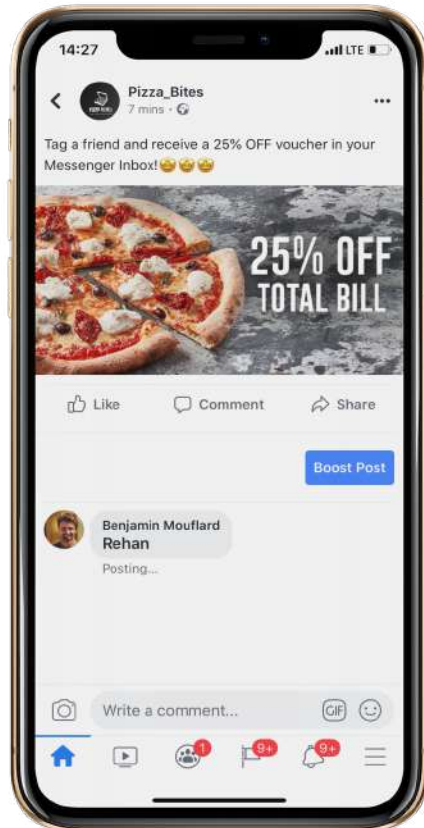 14:27
LTE
Pizza_Bites
7 mins
Tag a friend and receive a 25% OFF voucher in your
Messenger Inbox!🤩🤩🤩
25% OFF
TOTAL BILL
Like Comment Share
Boost Post
Benjamin Mouflard
Rehan
Posting...
Write a comment... GIF
1 9+ 9+